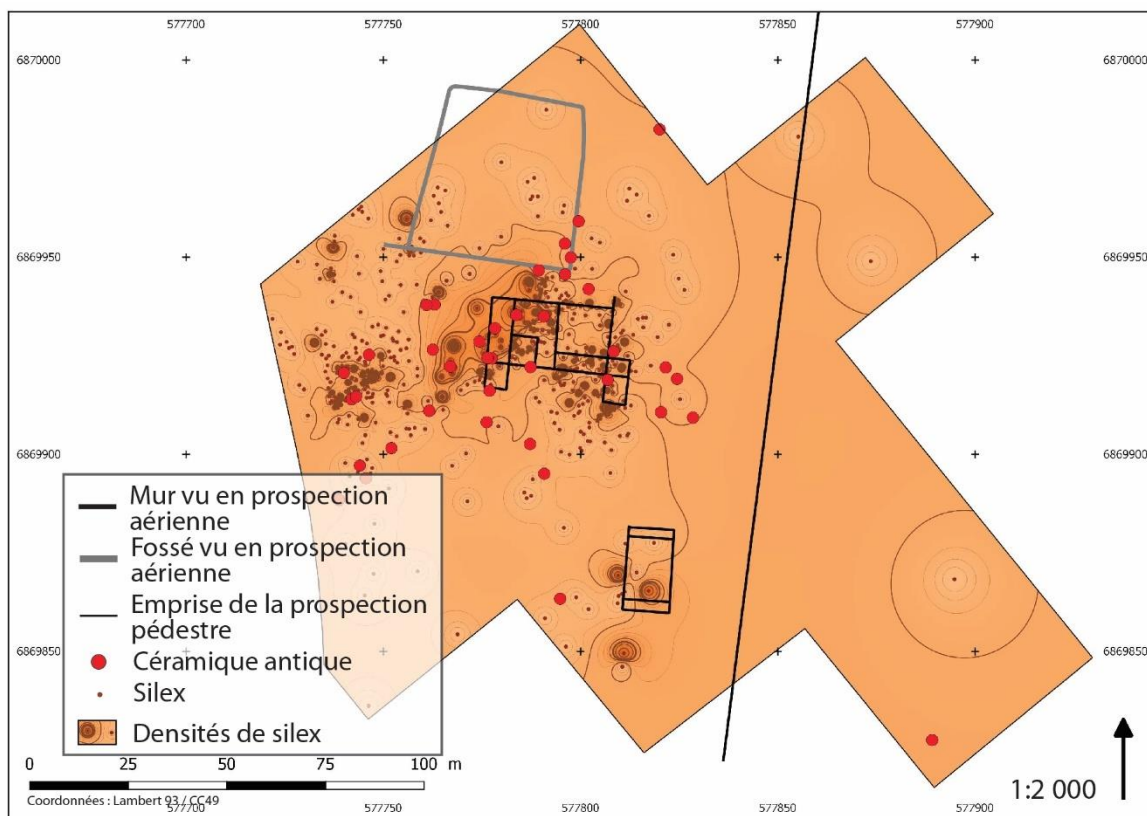 577700 577750 577800 577850 577900
6870000 6870000
6869950 6869950
6869900 6869900
6869850 6869850
Mur vu en prospection
aérienne
Fossé vu en prospection
aérienne
Emprise de la prospection
pédestre
Céramique antique
Silex
Densités de silex
0 25 50 75 100 m
Coordonnées : Lambert 93 / CC49
1:2 000
577700 577750 577800 577850 577900